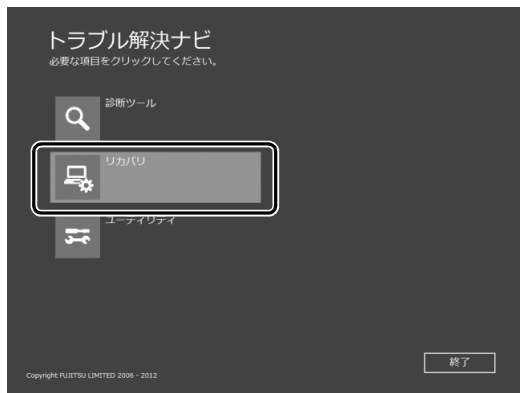 トラブル解決ナビ
必要な項目をクリックしてください。
診断ツール
リカバリ
ユーティリティ
終了
Copyright FUJITSU LIMITED 2006 - 2012